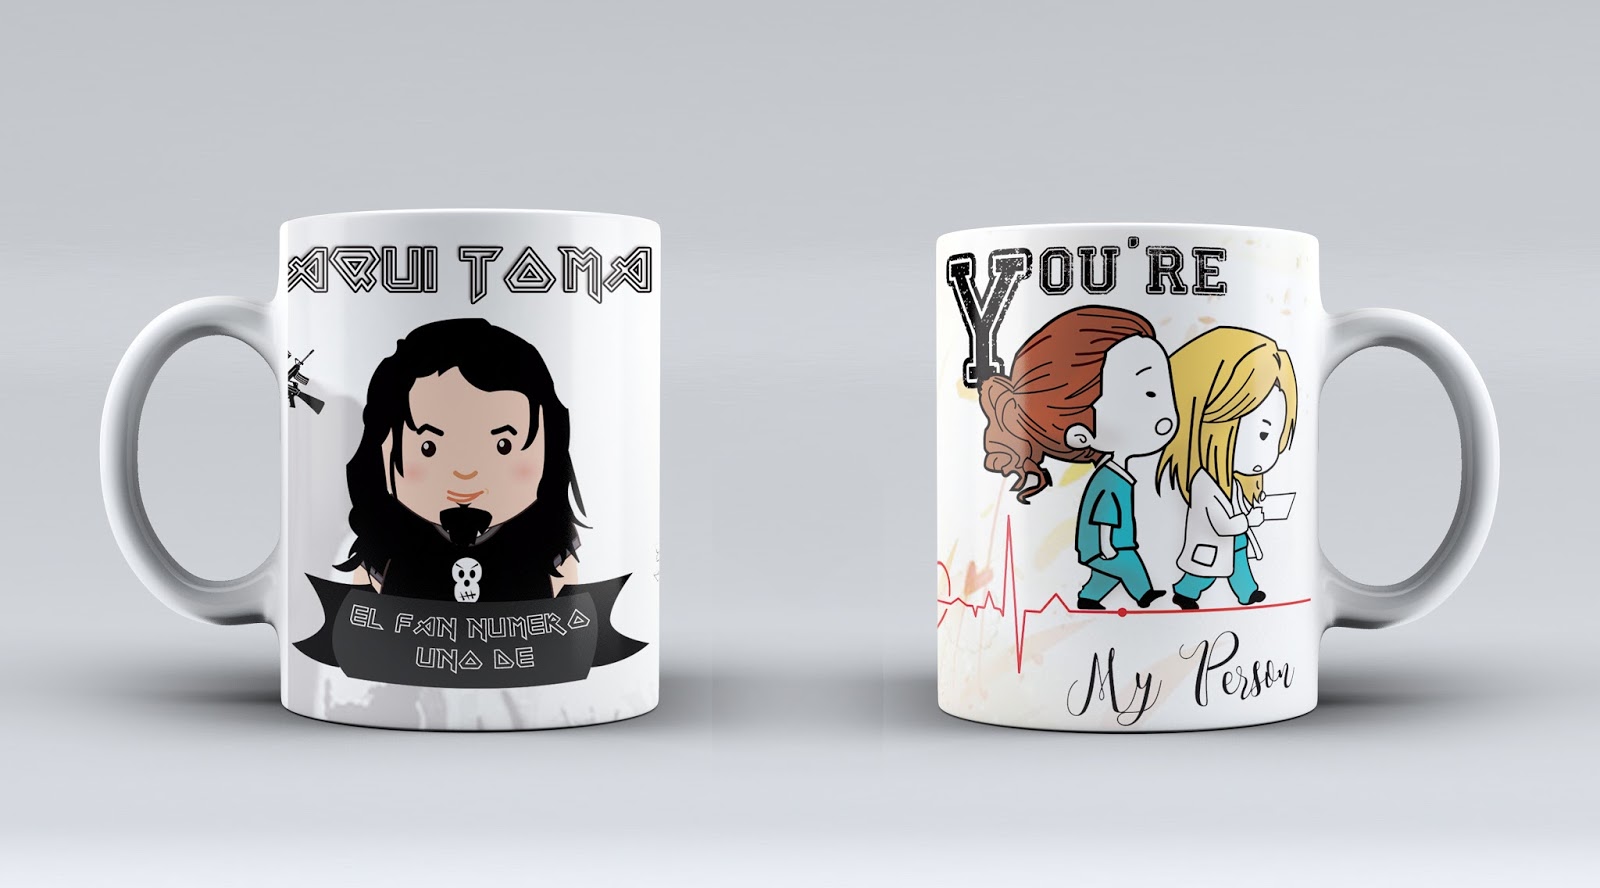 AQUI TOMA
EL FAN NUMERO
UNO DE
YOU'RE
My Person